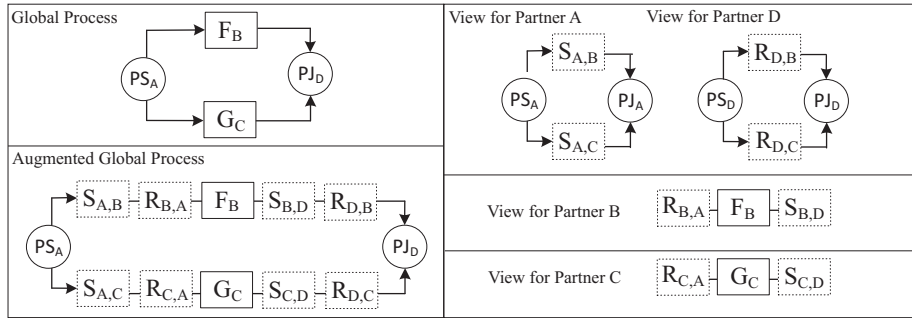 Global Process
F_B
PS_A
PJ_D
G_C
Augmented Global Process
S_A,B R_B,A F_B S_B,D R_D,B
PS_A
PJ_D
S_A,C R_C,A G_C S_C,D R_D,C
View for Partner A
S_A,B
PS_A
PJ_A
S_A,C
View for Partner D
R_D,B
PS_D
PJ_D
R_D,C
View for Partner B
R_B,A F_B S_B,D
View for Partner C
R_C,A G_C S_C,D